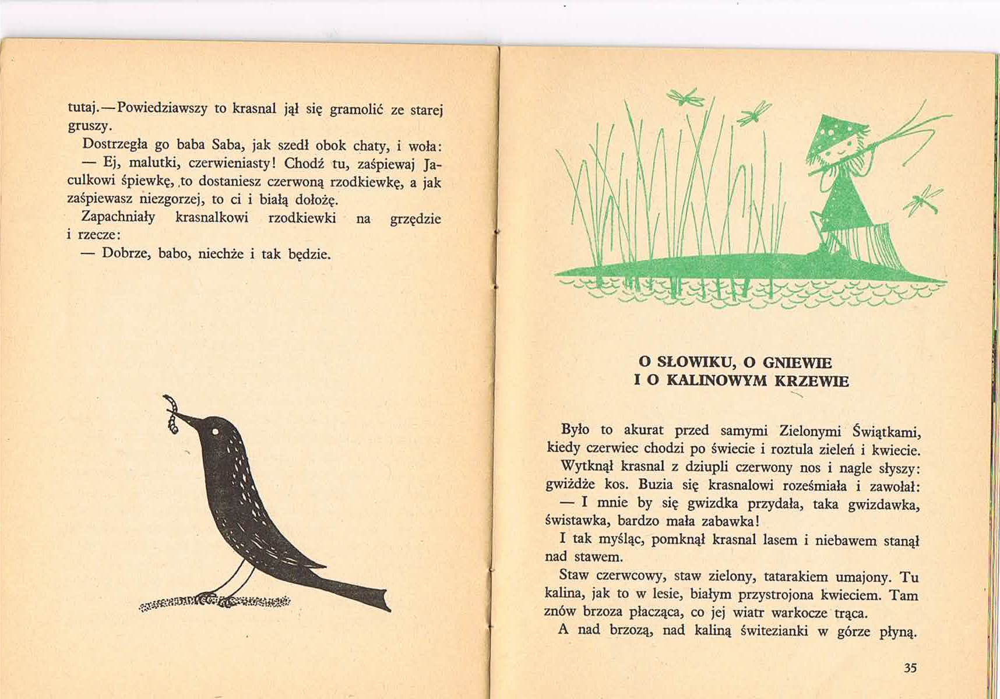 tutaj.—Powiedziawszy to krasnal jął się gramolić ze starej
gruszy.
Dostrzegła go baba Saba, jak szedł obok chaty, i woła:
— Ej, malutki, czerwieniasty! Chodź tu, zaśpiewaj Ja-
culkowi śpiewkę, to dostaniesz czerwoną rzodkiewkę, a jak
zaśpiewasz niezgorzej, to ci i białą dołożę.
Zapachniały krasnalkowi rzodkiewki na grzędzie
i rzecze:
— Dobrze, babo, niechże i tak będzie.
O SŁOWIKU, O GNIEWIE
I O KALINOWYM KRZEWIE
Było to akurat przed samymi Zielonymi Świątkami,
kiedy czerwiec chodzi po świecie i roztula zieleń i kwiecie.
Wytknął krasnal z dziupli czerwony nos i nagle słyszy:
gwiżdże kos. Buzia się krasnalowi roześmiała i zawołał:
— I mnie by się gwizdka przydała, taka gwizdawka,
świstawka, bardzo mała zabawka!
I tak myśląc, pomknął krasnal lasem i niebawem stanął
nad stawem.
Staw czerwcowy, staw zielony, tatarakiem umajony. Tu
kalina, jak to w lesie, białym przystrojona kwieciem. Tam
znów brzoza płacząca, co jej wiatr warkocze trąca.
A nad brzozą, nad kaliną świtezianki w górze płyną.
35